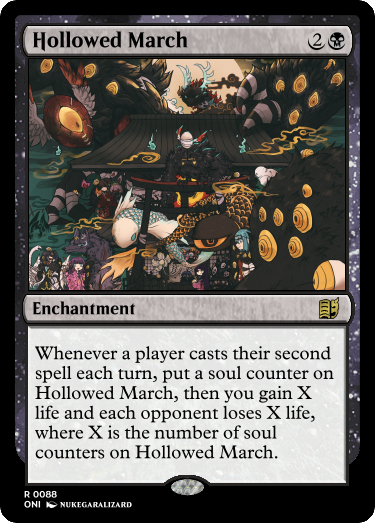 Hollowed March 2
Enchantment
Whenever a player casts their second
spell each turn, put a soul counter on
Hollowed March, then you gain X
life and each opponent loses X life,
where X is the number of soul
counters on Hollowed March.
R 0088
ONI NUKEGARALIZARD